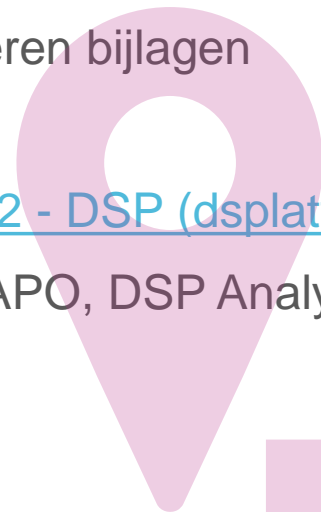 eren bijlagen
2 - DSP (dsplat
APO, DSP Analy